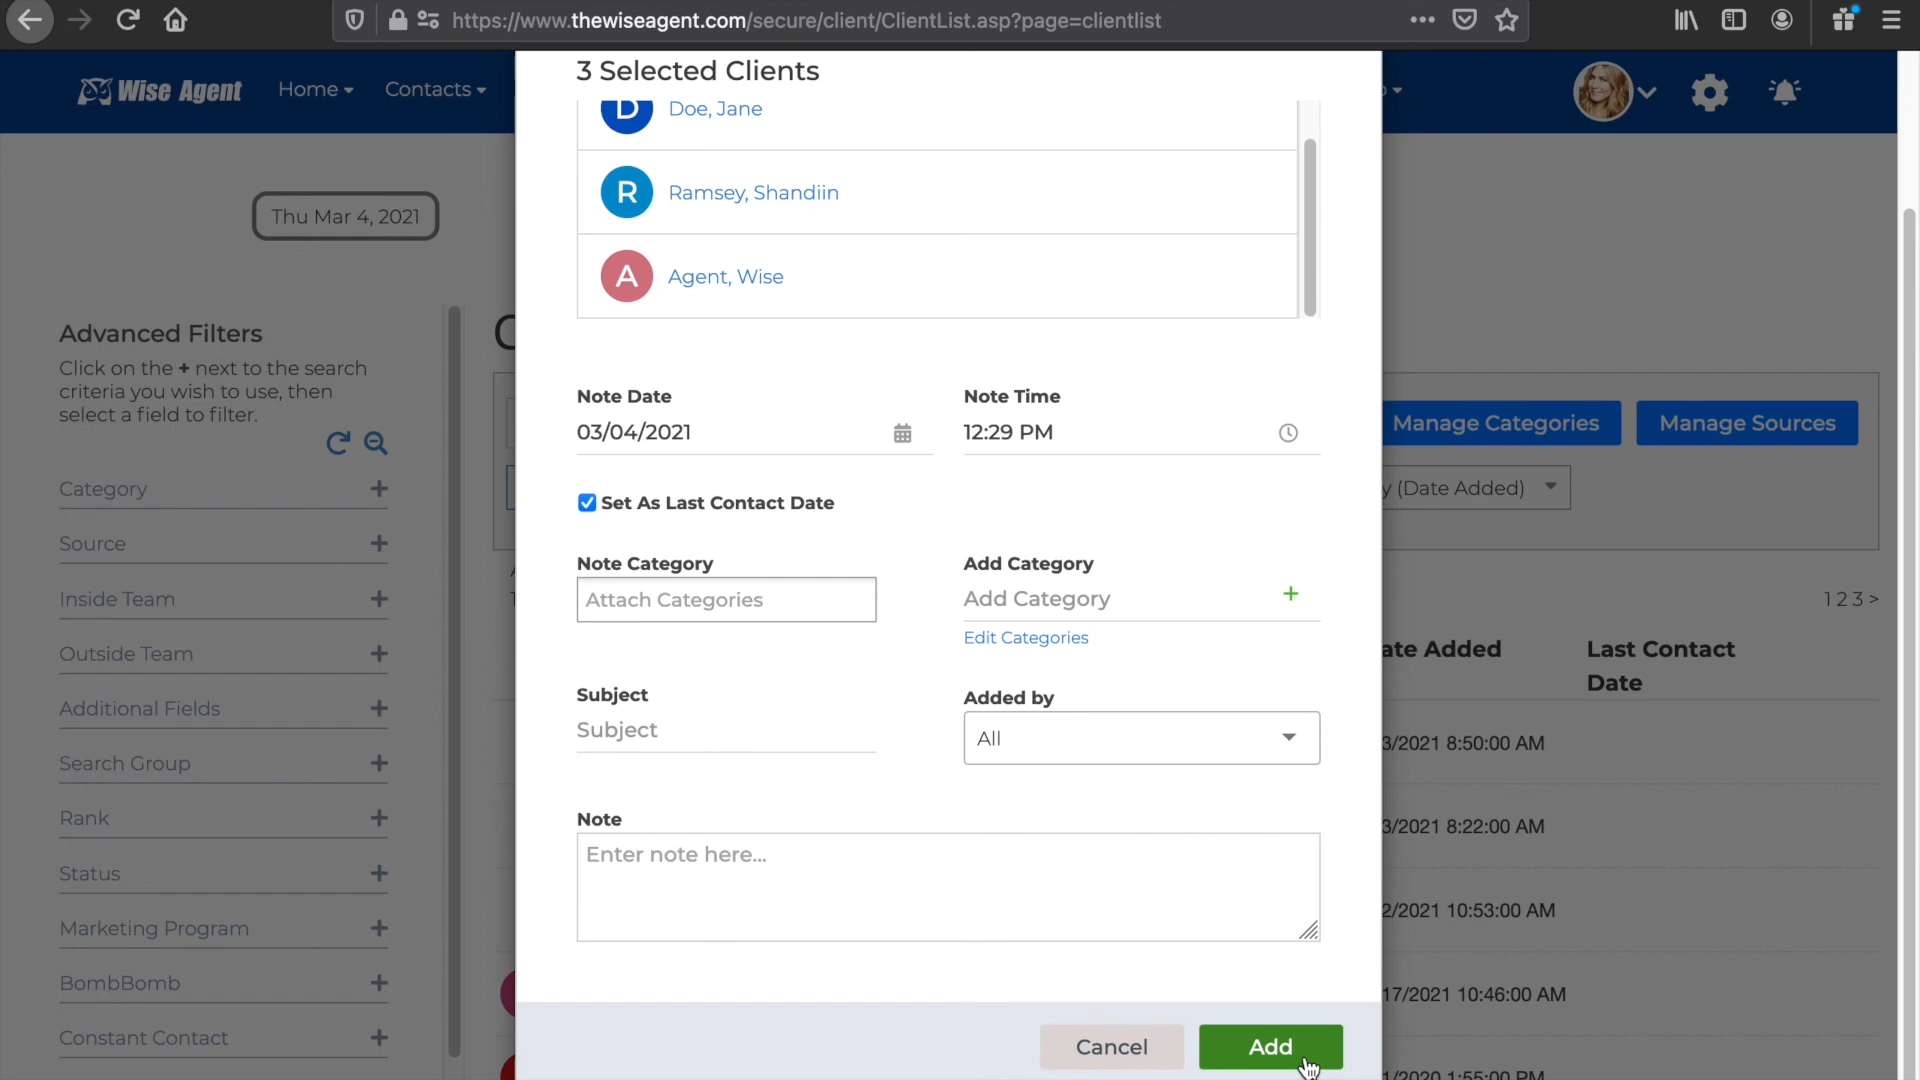 https://www.thewiseagent.com/secure/client/ClientList.asp?page=clientlist
Wise Agent
Home
Contacts
Thu Mar 4, 2021
Advanced Filters
Click on the + next to the search
criteria you wish to use, then
select a field to filter.
Category
Source
Inside Team
Outside Team
Additional Fields
Search Group
Rank
Status
Marketing Program
BombBomb
Constant Contact
3 Selected Clients
D Doe, Jane
R Ramsey, Shandiin
A Agent, Wise
Note Date
03/04/2021
Note Time
12:29 PM
Set As Last Contact Date
Note Category
Attach Categories
Add Category
Add Category +
Edit Categories
Subject
Subject
Added by
All
Note
Enter note here...
Cancel
Add
Manage Categories
Manage Sources
y (Date Added)
1 2 3 >
ate Added
Last Contact
Date
3/2021 8:50:00 AM
3/2021 8:22:00 AM
2/2021 10:53:00 AM
17/2021 10:46:00 AM
1/2020 1:55:00 PM